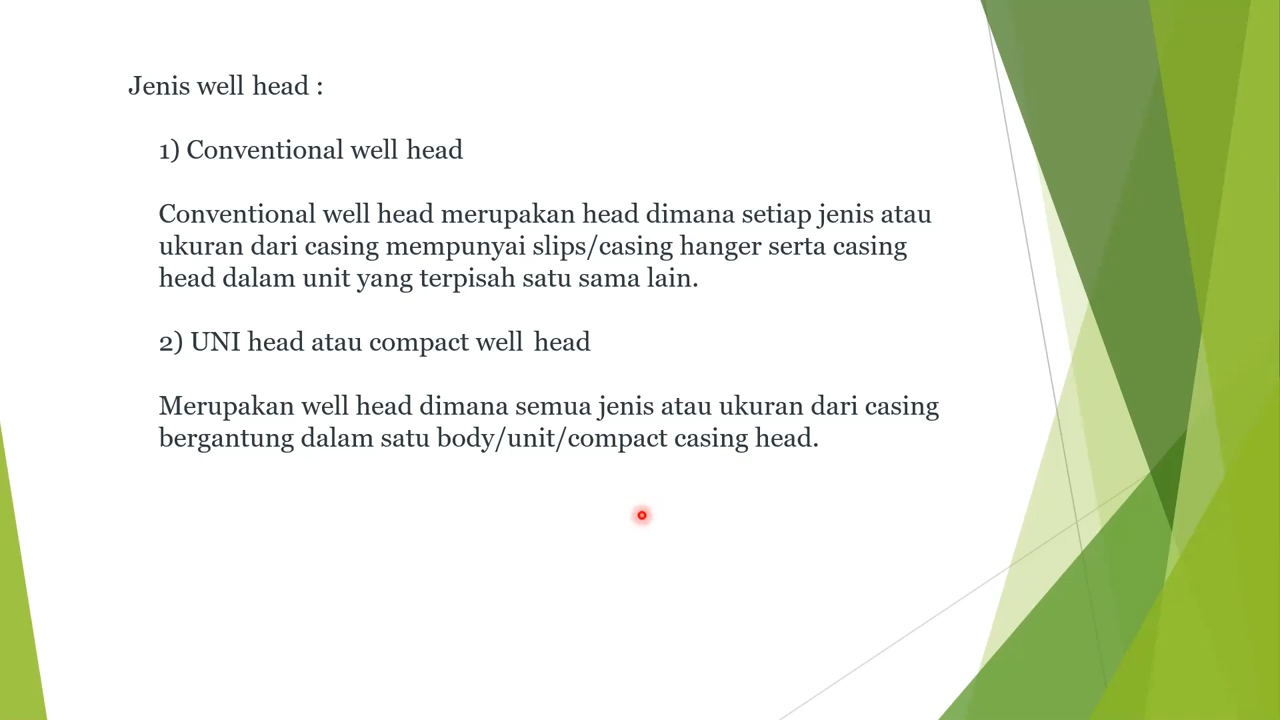 Jenis well head :
1) Conventional well head
Conventional well head merupakan head dimana setiap jenis atau
ukuran dari casing mempunyai slips/casing hanger serta casing
head dalam unit yang terpisah satu sama lain.
2) UNI head atau compact well head
Merupakan well head dimana semua jenis atau ukuran dari casing
bergantung dalam satu body/unit/compact casing head.